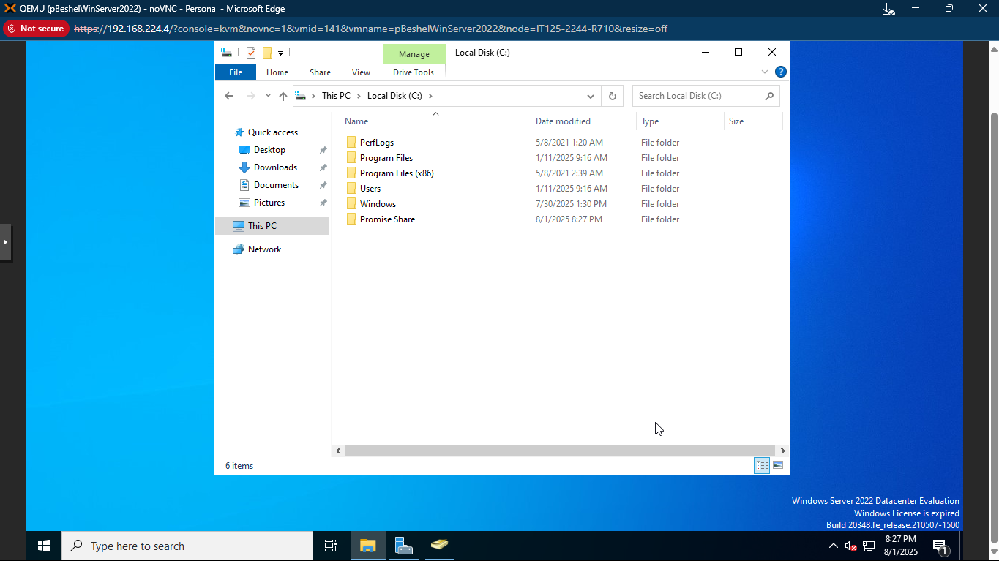 QEMU (pBeshelWinServer2022) - noVNC - Personal - Microsoft Edge
Not secure https://192.168.224.4/?console=kvm&novnc=1&vmid=141&vmname=pBeshelWinServer2022&node=IT125-2244-R710&resize=off
Manage Local Disk (C:)
File Home Share View Drive Tools ?
This PC Local Disk (C:) Search Local Disk (C:)
Name Date modified Type Size
Quick access
Desktop
Downloads
Documents
Pictures
This PC
Network
PerfLogs 5/8/2021 1:20 AM File folder
Program Files 1/11/2025 9:16 AM File folder
Program Files (x86) 5/8/2021 2:39 AM File folder
Users 1/11/2025 9:16 AM File folder
Windows 7/30/2025 1:30 PM File folder
Promise Share 8/1/2025 8:27 PM File folder
6 items
Windows Server 2022 Datacenter Evaluation
Windows License is expired
Build 20348.fe_release.210507-1500
Type here to search
8:27 PM
8/1/2025
1